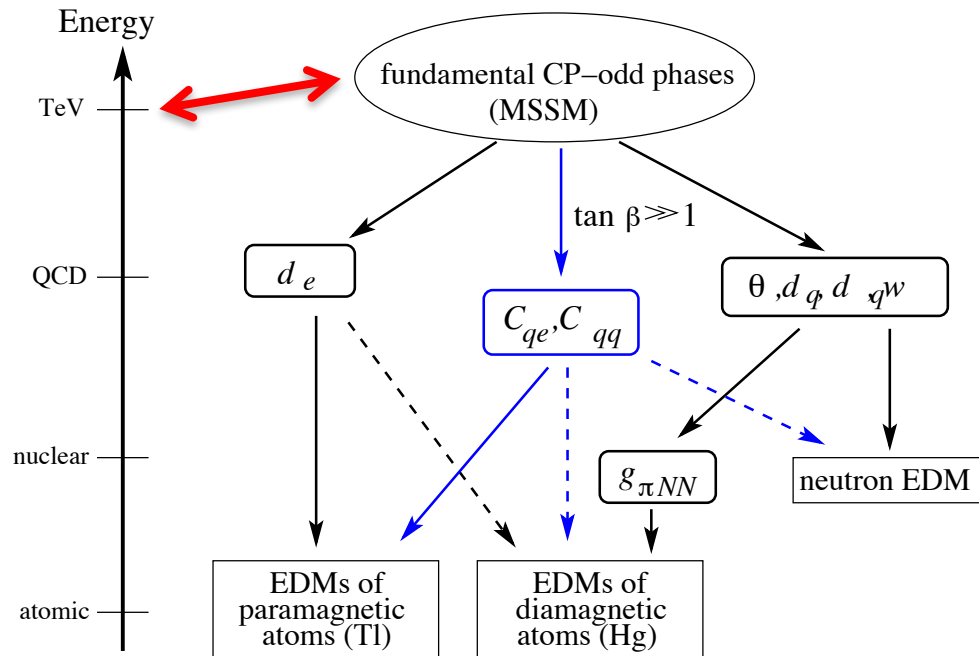 Energy
TeV
QCD
nuclear
atomic
fundamental CP–odd phases
(MSSM)
tan β≫1
d e
C qe ,C qq
θ ,d q, d ,q w
g πNN
neutron EDM
EDMs of
paramagnetic
atoms (Tl)
EDMs of
diamagnetic
atoms (Hg)